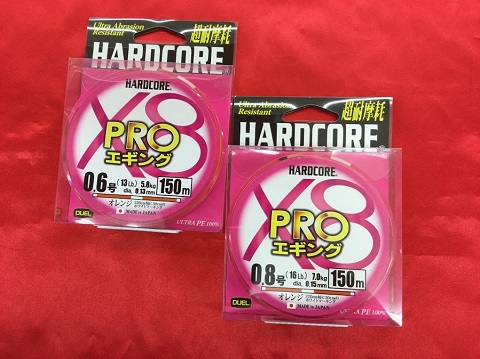 Ultra Abrasion
Resistant
超耐摩耗
HARDCORE
HARDCORE
X8
PRO
エギング
0.6号
(13Lb.) 5.8kg
dia. 0.13mm
150m
オレンジ
MADE IN JAPAN
DUEL
ULTRA PE 100%
Ultra Abrasion
Resistant
超耐摩耗
HARDCORE
HARDCORE
X8
PRO
エギング
0.8号
(16Lb.) 7.0kg
dia. 0.15mm
150m
オレンジ
MADE IN JAPAN
DUEL
ULTRA PE 100%